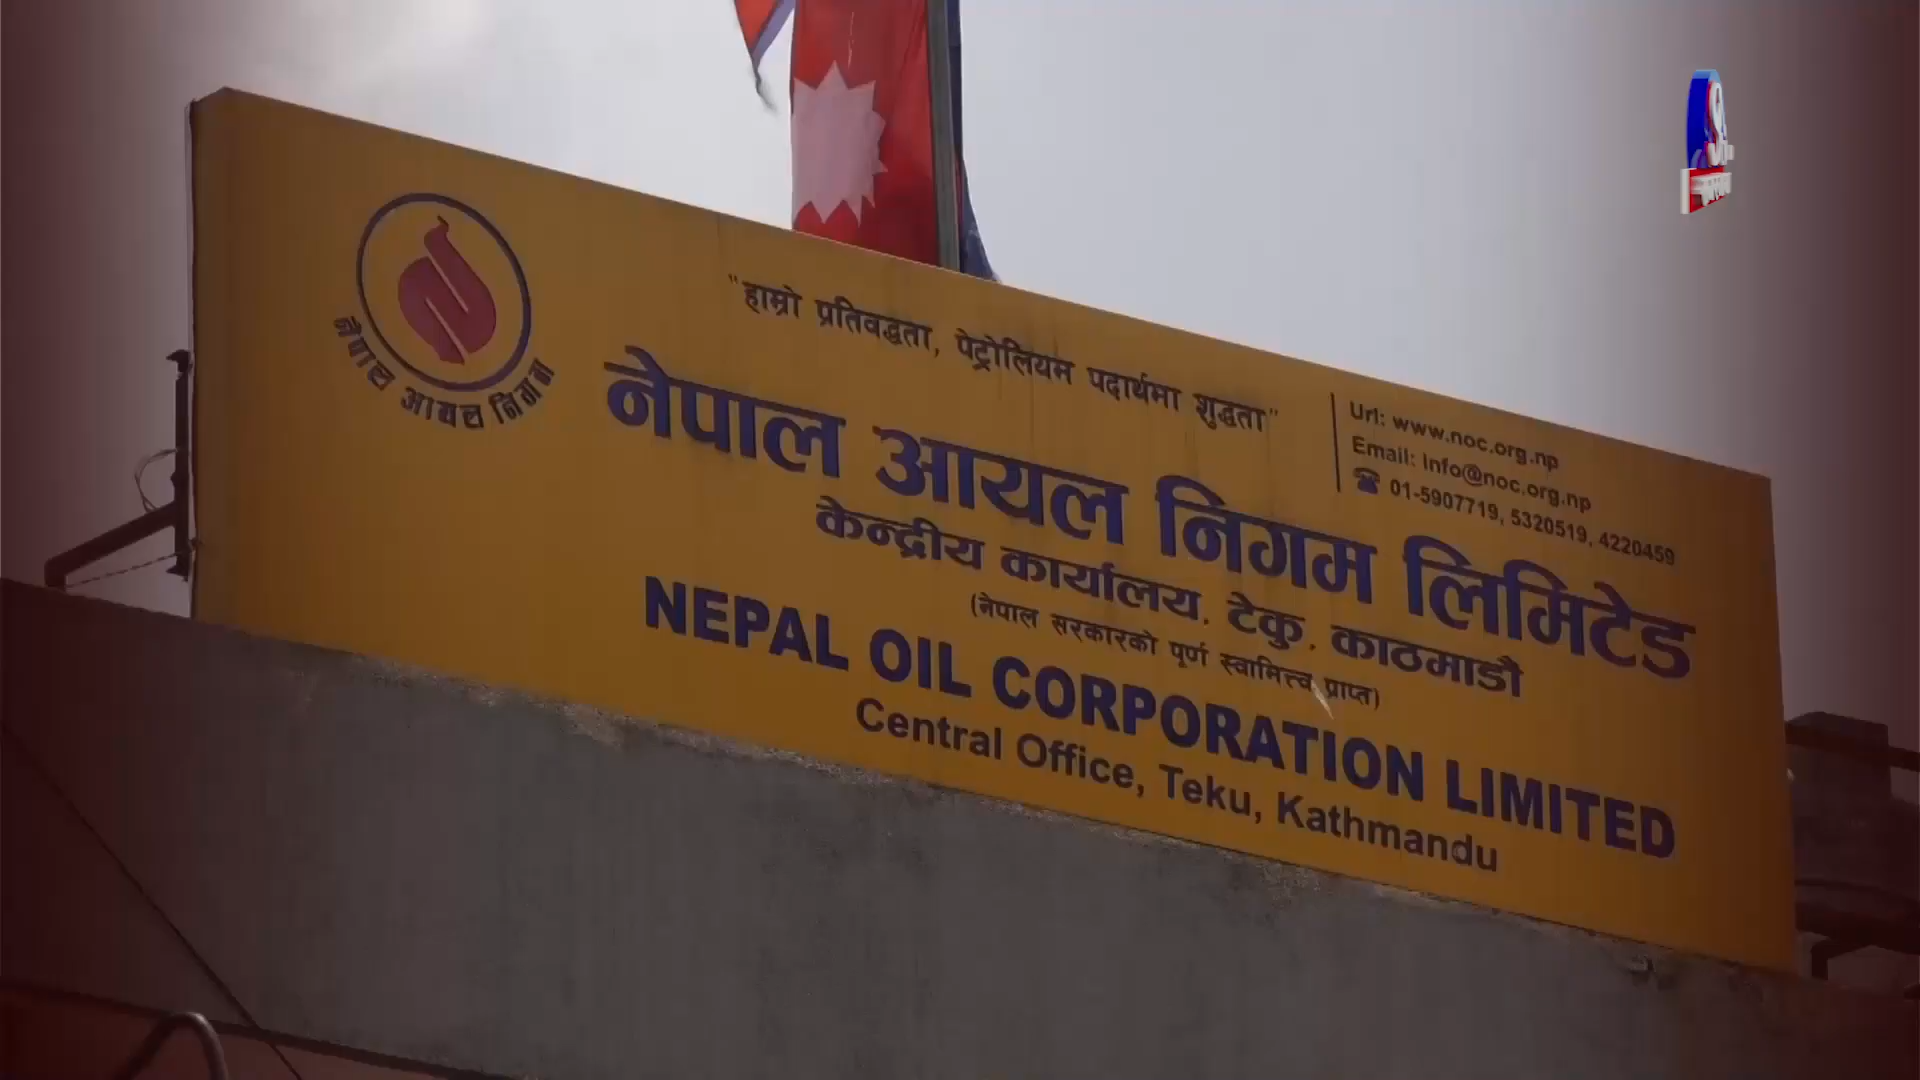 नेपाल आयल निगम
"हाम्रो प्रतिवद्धता, पेट्रोलियम पदार्थमा शुद्धता"
नेपाल आयल निगम लिमिटेड
केन्द्रीय कार्यालय, टेकु, काठमाडौं
(नेपाल सरकारको पूर्ण स्वामित्त्व प्राप्त)
NEPAL OIL CORPORATION LIMITED
Central Office, Teku, Kathmandu
Url: www.noc.org.np
Email: info@noc.org.np
☎ 01-5907719, 5320519, 4220459